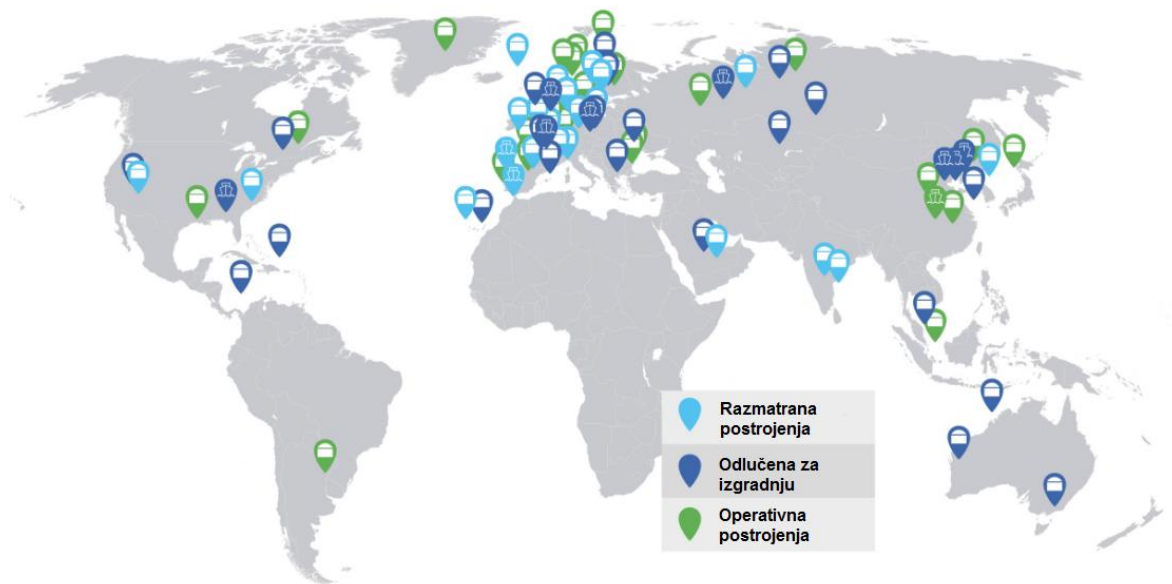 Razmatrana
postrojenja
Odlučena za
izgradnju
Operativna
postrojenja